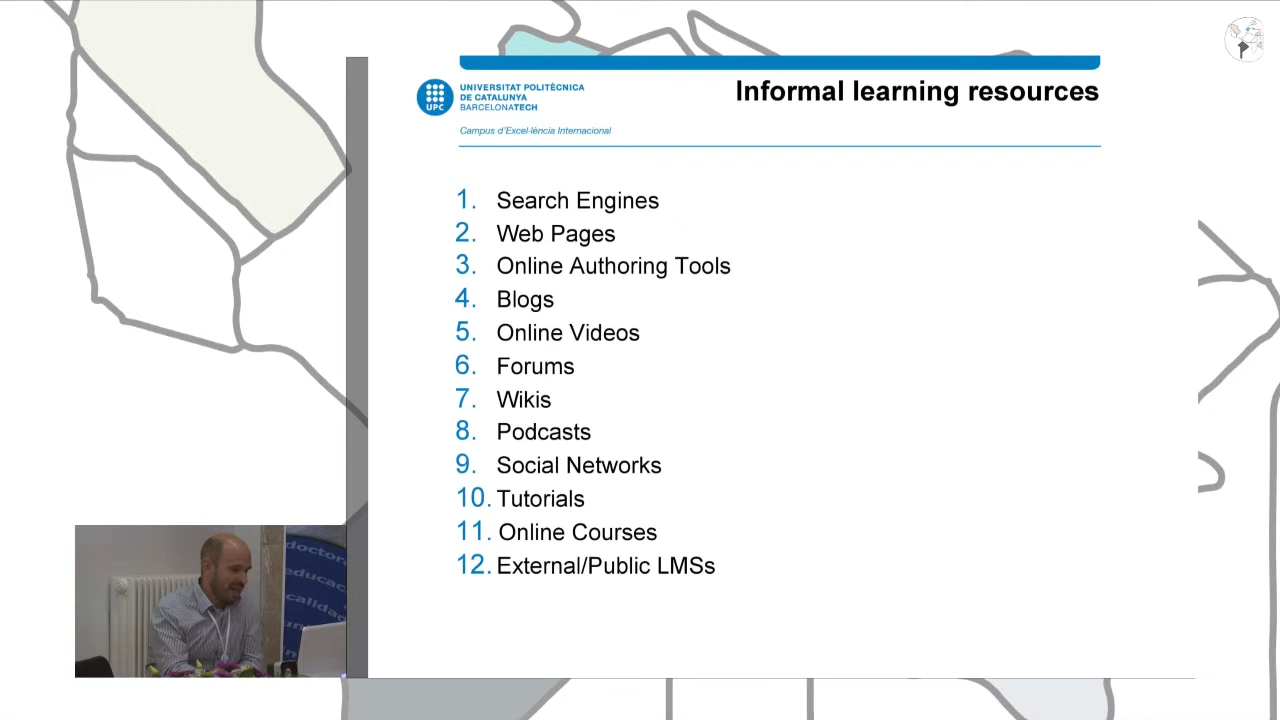 UNIVERSITAT POLITÈCNICA
DE CATALUNYA
BARCELONATECH
UPC
Campus d'Excel·lència Internacional
Informal learning resources
1. Search Engines
2. Web Pages
3. Online Authoring Tools
4. Blogs
5. Online Videos
6. Forums
7. Wikis
8. Podcasts
9. Social Networks
10. Tutorials
11. Online Courses
12. External/Public LMSs